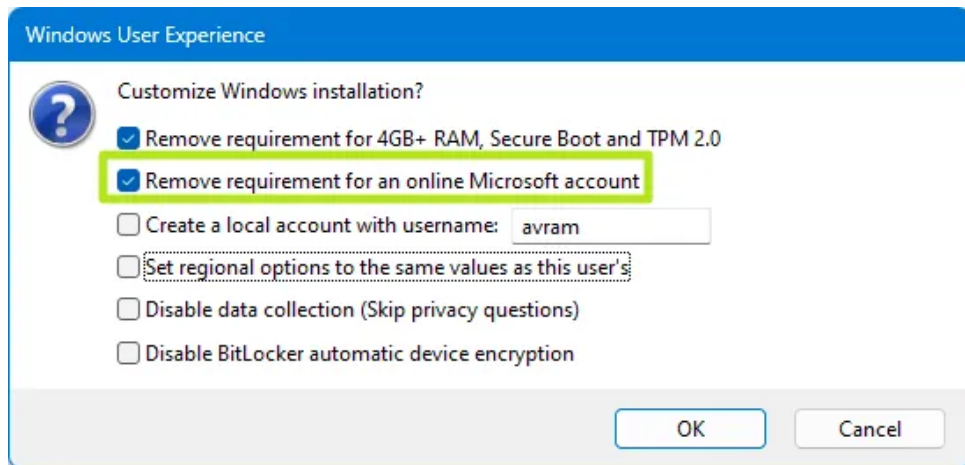 Windows User Experience
Customize Windows installation?
Remove requirement for 4GB+ RAM, Secure Boot and TPM 2.0
Remove requirement for an online Microsoft account
Create a local account with username: avram
Set regional options to the same values as this user's
Disable data collection (Skip privacy questions)
Disable BitLocker automatic device encryption
OK Cancel